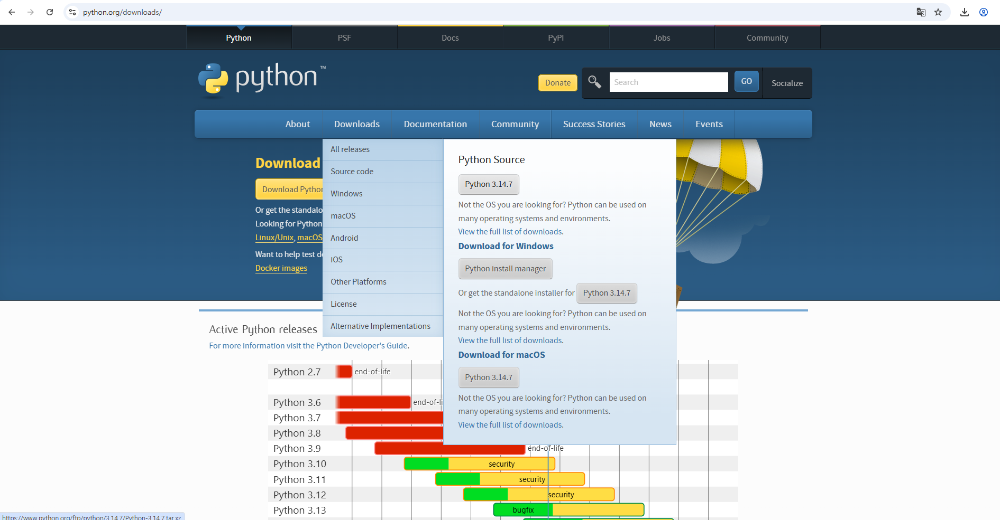 python.org/downloads/
Python PSF Docs PyPI Jobs Community
python™
Donate Search GO Socialize
About Downloads Documentation Community Success Stories News Events
Download
Download Python
Or get the standalo
Looking for Python
Linux/Unix, macOS
Want to help test de
Docker images
All releases
Source code
Windows
macOS
Android
iOS
Other Platforms
License
Alternative Implementations
Python Source
Python 3.14.7
Not the OS you are looking for? Python can be used on
many operating systems and environments.
View the full list of downloads.
Download for Windows
Python install manager
Or get the standalone installer for Python 3.14.7
Not the OS you are looking for? Python can be used on
many operating systems and environments.
View the full list of downloads.
Download for macOS
Python 3.14.7
Not the OS you are looking for? Python can be used on
many operating systems and environments.
View the full list of downloads.
Active Python releases
For more information visit the Python Developer's Guide.
Python 2.7 end-of-life
Python 3.6 end-of-li
Python 3.7
Python 3.8
Python 3.9 end-of-life
Python 3.10 security
Python 3.11 security
Python 3.12 security
Python 3.13 bugfix
https://www.python.org/ftp/python/3.14.7/Python-3.14.7.tar.xz